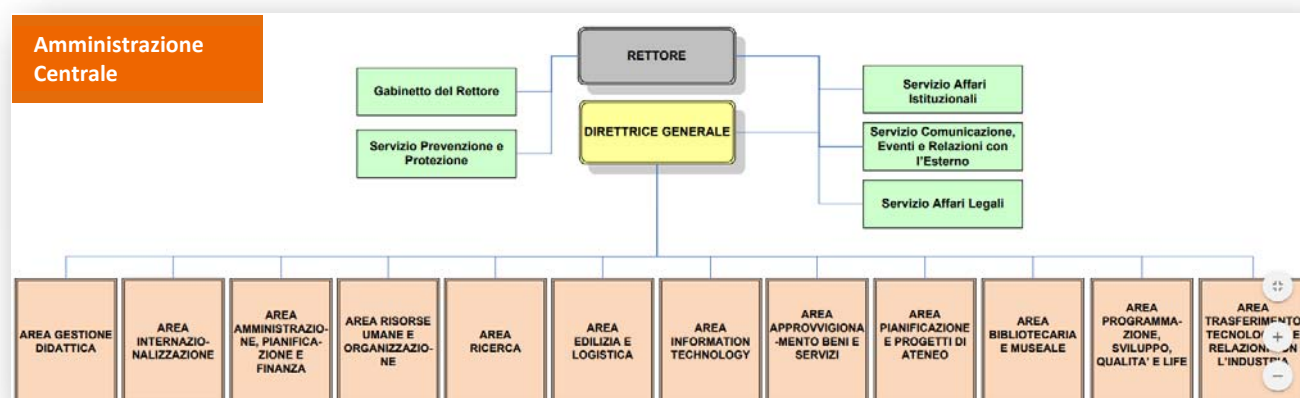 Amministrazione
Centrale
RETTORE
Gabinetto del Rettore
Servizio Affari
Istituzionali
DIRETTRICE GENERALE
Servizio Prevenzione e
Protezione
Servizio Comunicazione,
Eventi e Relazioni con
l'Esterno
Servizio Affari Legali
AREA GESTIONE
DIDATTICA
AREA
INTERNAZIO-
NALIZZAZIONE
AREA
AMMINISTRAZIO-
NE, PIANIFICA-
ZIONE E
FINANZA
AREA RISORSE
UMANE E
ORGANIZZAZIO-
NE
AREA
RICERCA
AREA
EDILIZIA E
LOGISTICA
AREA
INFORMATION
TECHNOLOGY
AREA
APPROVVIGIONA
-MENTO BENI E
SERVIZI
AREA
PIANIFICAZIONE
E PROGETTI DI
ATENEO
AREA
BIBLIOTECARIA
E MUSEALE
AREA
PROGRAMMA-
ZIONE,
SVILUPPO,
QUALITA' E LIFE
AREA
TRASFERIMENTO
E
L'INDUSTRIA